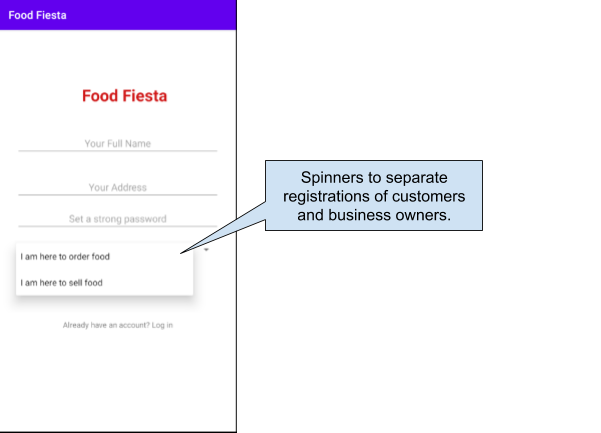 Food Fiesta
Food Fiesta
Your Full Name
Your Address
Set a strong password
I am here to order food
I am here to sell food
Already have an account? Log in
Spinners to separate
registrations of customers
and business owners.